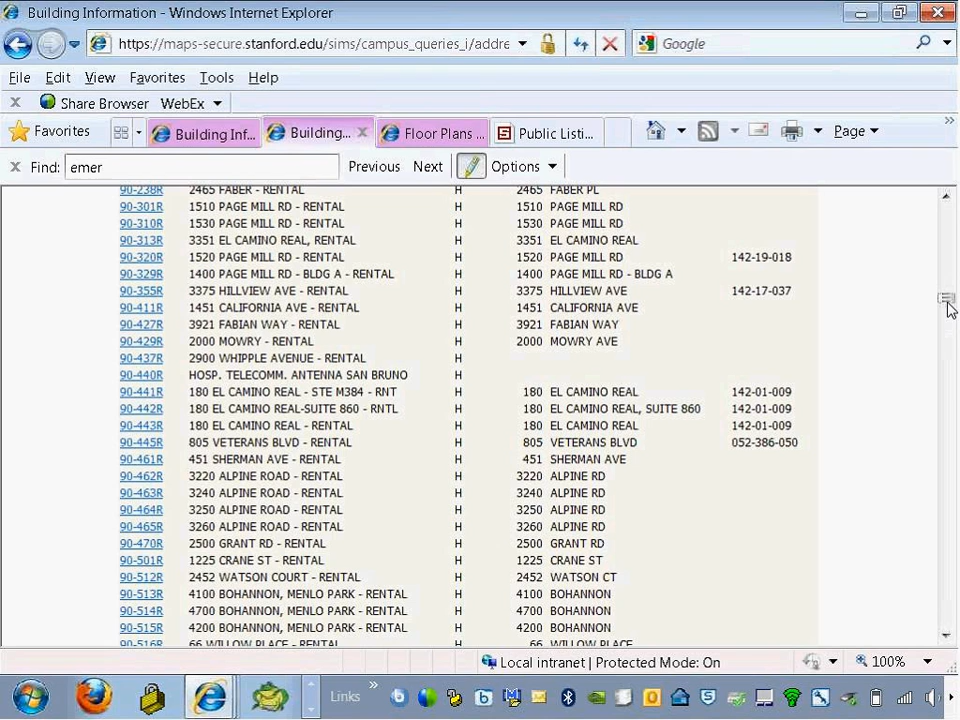 Building Information - Windows Internet Explorer
https://maps-secure.stanford.edu/sims/campus_queries_i/addre
Google
File Edit View Favorites Tools Help
x Share Browser WebEx
Favorites Building Inf... Building... x Floor Plans ... Public Listi... Page
x Find: emer Previous Next Options
90-238R 2465 FABER - RENTAL H 2465 FABER PL
90-301R 1510 PAGE MILL RD - RENTAL H 1510 PAGE MILL RD
90-310R 1530 PAGE MILL RD - RENTAL H 1530 PAGE MILL RD
90-313R 3351 EL CAMINO REAL, RENTAL H 3351 EL CAMINO REAL
90-320R 1520 PAGE MILL RD - RENTAL H 1520 PAGE MILL RD 142-19-018
90-329R 1400 PAGE MILL RD - BLDG A - RENTAL H 1400 PAGE MILL RD - BLDG A
90-355R 3375 HILLVIEW AVE - RENTAL H 3375 HILLVIEW AVE 142-17-037
90-411R 1451 CALIFORNIA AVE - RENTAL H 1451 CALIFORNIA AVE
90-427R 3921 FABIAN WAY - RENTAL H 3921 FABIAN WAY
90-429R 2000 MOWRY - RENTAL H 2000 MOWRY AVE
90-437R 2900 WHIPPLE AVENUE - RENTAL H
90-440R HOSP. TELECOMM. ANTENNA SAN BRUNO H
90-441R 180 EL CAMINO REAL - STE M384 - RNT H 180 EL CAMINO REAL 142-01-009
90-442R 180 EL CAMINO REAL-SUITE 860 - RNTL H 180 EL CAMINO REAL, SUITE 860 142-01-009
90-443R 180 EL CAMINO REAL - RENTAL H 180 EL CAMINO REAL 142-01-009
90-445R 805 VETERANS BLVD - RENTAL H 805 VETERANS BLVD 052-386-050
90-461R 451 SHERMAN AVE - RENTAL H 451 SHERMAN AVE
90-462R 3220 ALPINE ROAD - RENTAL H 3220 ALPINE RD
90-463R 3240 ALPINE ROAD - RENTAL H 3240 ALPINE RD
90-464R 3250 ALPINE ROAD - RENTAL H 3250 ALPINE RD
90-465R 3260 ALPINE ROAD - RENTAL H 3260 ALPINE RD
90-470R 2500 GRANT RD - RENTAL H 2500 GRANT RD
90-501R 1225 CRANE ST - RENTAL H 1225 CRANE ST
90-512R 2452 WATSON COURT - RENTAL H 2452 WATSON CT
90-513R 4100 BOHANNON, MENLO PARK - RENTAL H 4100 BOHANNON
90-514R 4700 BOHANNON, MENLO PARK - RENTAL H 4700 BOHANNON
90-515R 4200 BOHANNON, MENLO PARK - RENTAL H 4200 BOHANNON
90-516R 66 WILLOW PLACE - RENTAL H 66 WILLOW PLACE
Local intranet | Protected Mode: On 100%
Links